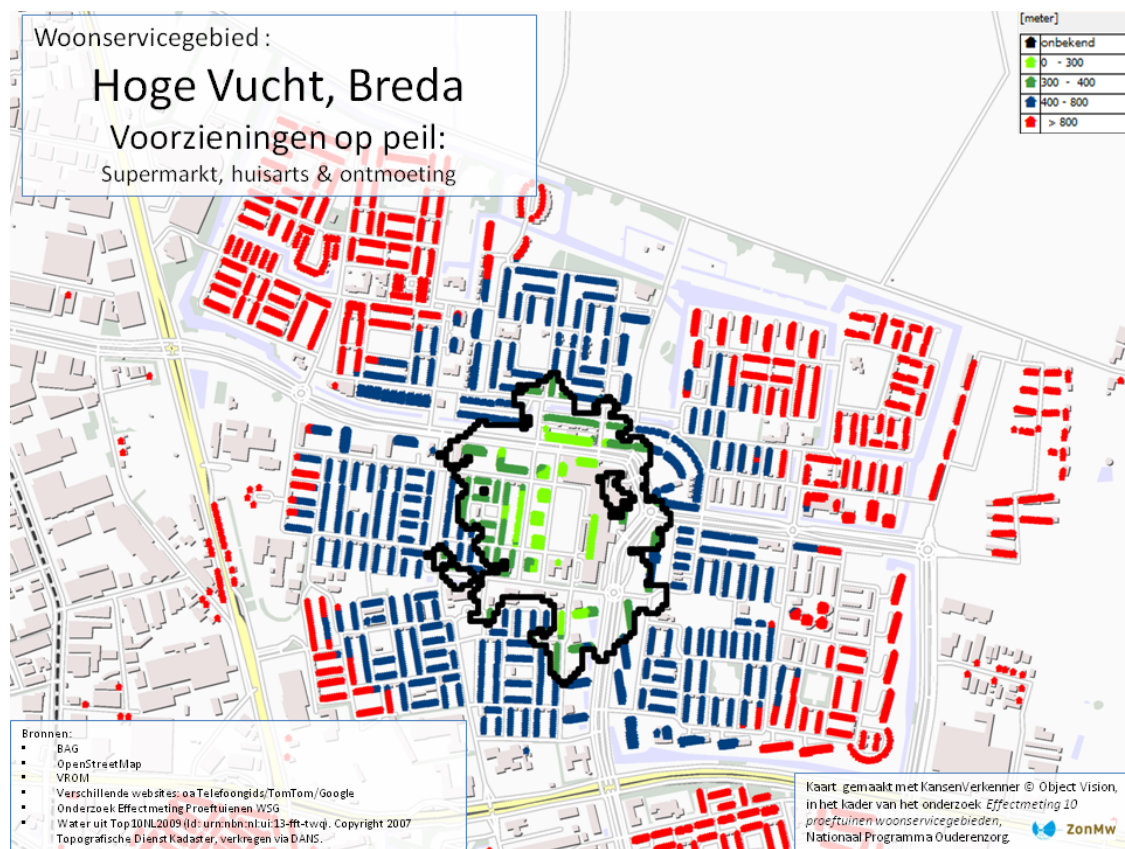 Woonservicegebied :
Hoge Vucht, Breda
Voorzieningen op peil:
Supermarkt, huisarts & ontmoeting
[meter]
onbekend
0 - 300
300 - 400
400 - 800
> 800
Bronnen:
▪ BAG
▪ OpenStreetMap
▪ VROM
▪ Verschillende websites: oa Telefoongids/TomTom/Google
▪ Onderzoek Effectmeting Proeftuienen WSG
▪ Water uit Top10NL2009 (Id: urn:nbn:nl:ui:13-fft-twq). Copyright 2007
Topografische Dienst Kadaster, verkregen via DANS.
Kaart gemaakt met KansenVerkenner © Object Vision,
in het kader van het onderzoek Effectmeting 10
proeftuinen woonservicegebieden,
Nationaal Programma Ouderenzorg.
ZonMw